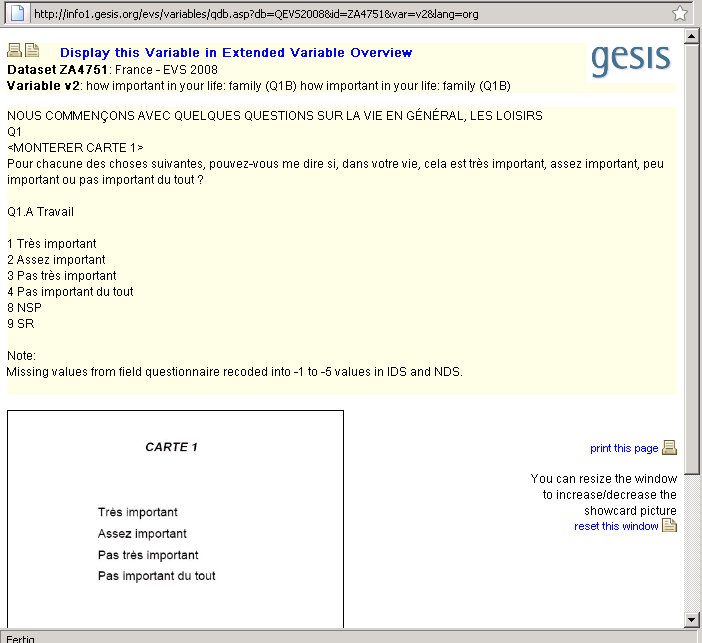 http://info1.gesis.org/evs/variables/qdb.asp?db=QEVS2008&id=ZA4751&var=v2&lang=org
Display this Variable in Extended Variable Overview
gesis
Dataset ZA4751: France - EVS 2008
Variable v2: how important in your life: family (Q1B) how important in your life: family (Q1B)
NOUS COMMENÇONS AVEC QUELQUES QUESTIONS SUR LA VIE EN GÉNÉRAL, LES LOISIRS
Q1
<MONTERER CARTE 1>
Pour chacune des choses suivantes, pouvez-vous me dire si, dans votre vie, cela est très important, assez important, peu
important ou pas important du tout ?
Q1.A Travail
1 Très important
2 Assez important
3 Pas très important
4 Pas important du tout
8 NSP
9 SR
Note:
Missing values from field questionnaire recoded into -1 to -5 values in IDS and NDS.
CARTE 1
Très important
Assez important
Pas très important
Pas important du tout
print this page
You can resize the window
to increase/decrease the
showcard picture
reset this window
Fertig